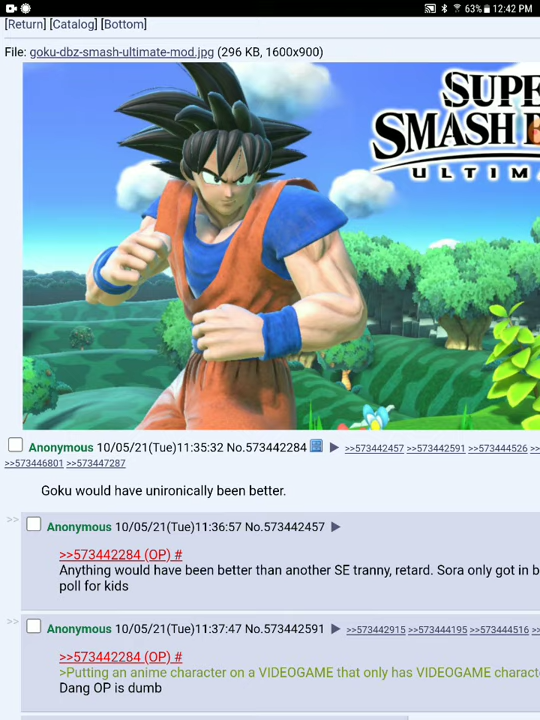 63% 12:42 PM
[Return] [Catalog] [Bottom]
File: goku-dbz-smash-ultimate-mod.jpg (296 KB, 1600x900)
SUPE
SMASH B
ULTIM
Anonymous 10/05/21(Tue)11:35:32 No.573442284 ▶ >>573442457 >>573442591 >>573444526 >>
>>573446801 >>573447287
Goku would have unironically been better.
>> Anonymous 10/05/21(Tue)11:36:57 No.573442457 ▶
>>573442284 (OP) #
Anything would have been better than another SE tranny, retard. Sora only got in b
poll for kids
>> Anonymous 10/05/21(Tue)11:37:47 No.573442591 ▶ >>573442915 >>573444195 >>573444516 >>
>>573442284 (OP) #
>Putting an anime character on a VIDEOGAME that only has VIDEOGAME charact
Dang OP is dumb